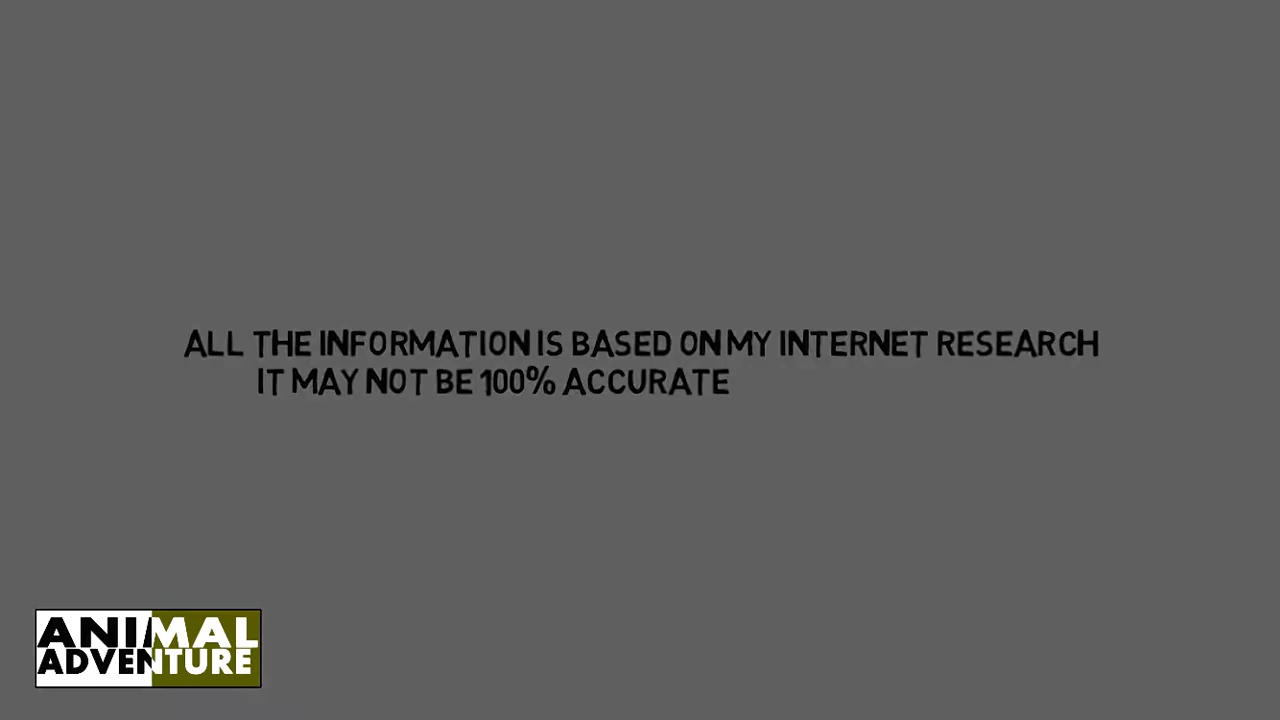 ALL THE INFORMATION IS BASED ON MY INTERNET RESEARCH
IT MAY NOT BE 100% ACCURATE
ANIMAL
ADVENTURE